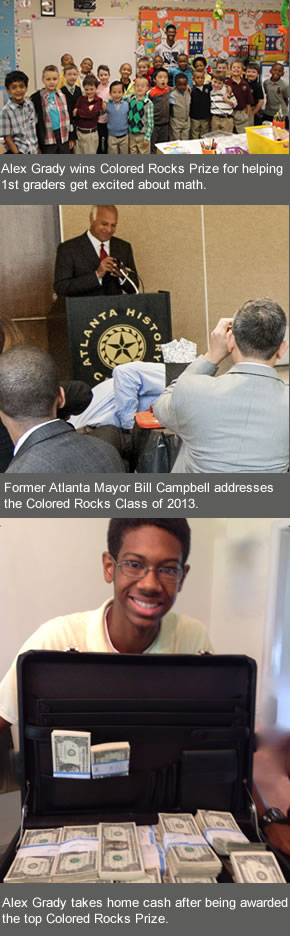 Alex Grady wins Colored Rocks Prize for helping
1st graders get excited about math.
ATLANTA HISTORY
Former Atlanta Mayor Bill Campbell addresses
the Colored Rocks Class of 2013.
Alex Grady takes home cash after being awarded
the top Colored Rocks Prize.